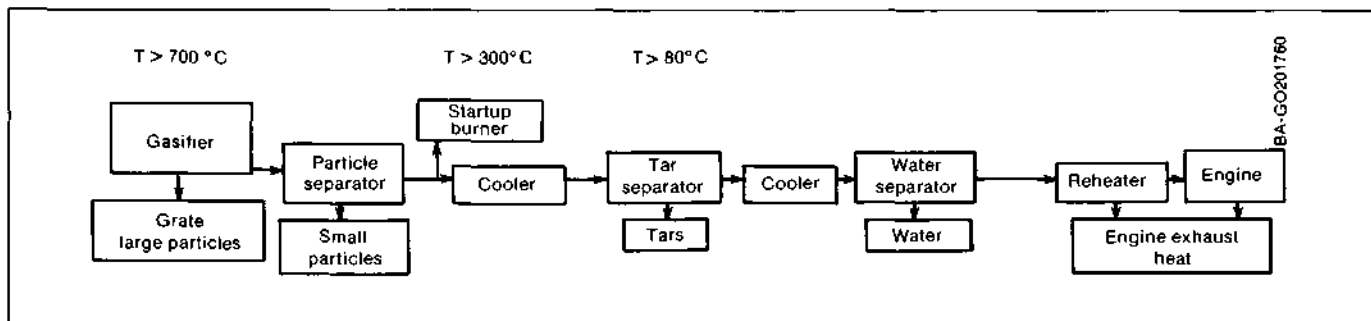 T > 700 °C
T > 300°C
T > 80°C
BA-GO201760
Gasifier
Startup
burner
Particle
separator
Cooler
Tar
separator
Cooler
Water
separator
Reheater
Engine
Grate
large particles
Small
particles
Tars
Water
Engine exhaust
heat